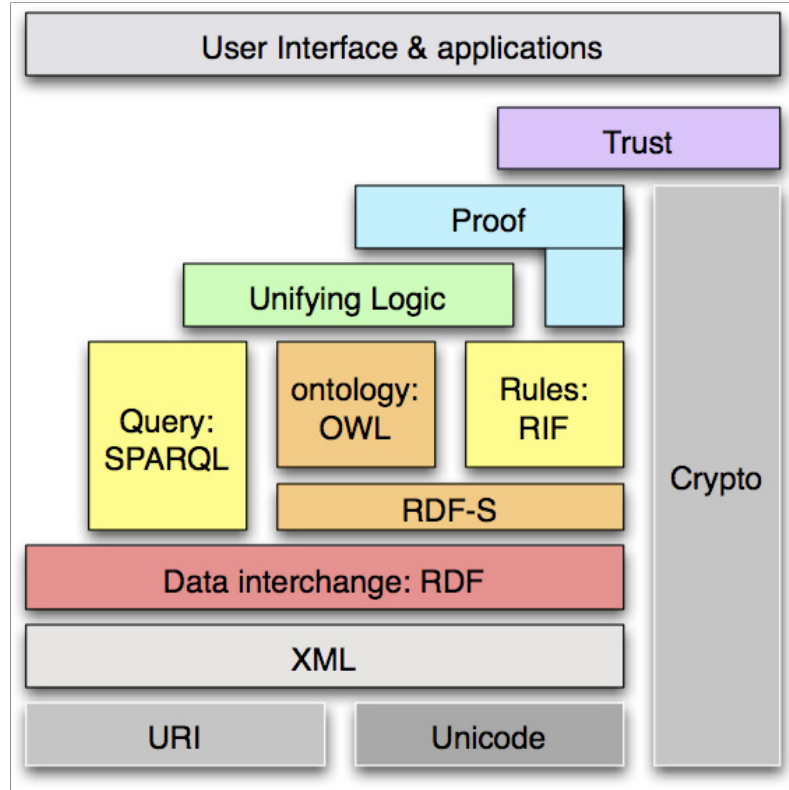 User Interface & applications
Trust
Proof
Unifying Logic
Query:
SPARQL
ontology:
OWL
Rules:
RIF
Crypto
RDF-S
Data interchange: RDF
XML
URI
Unicode